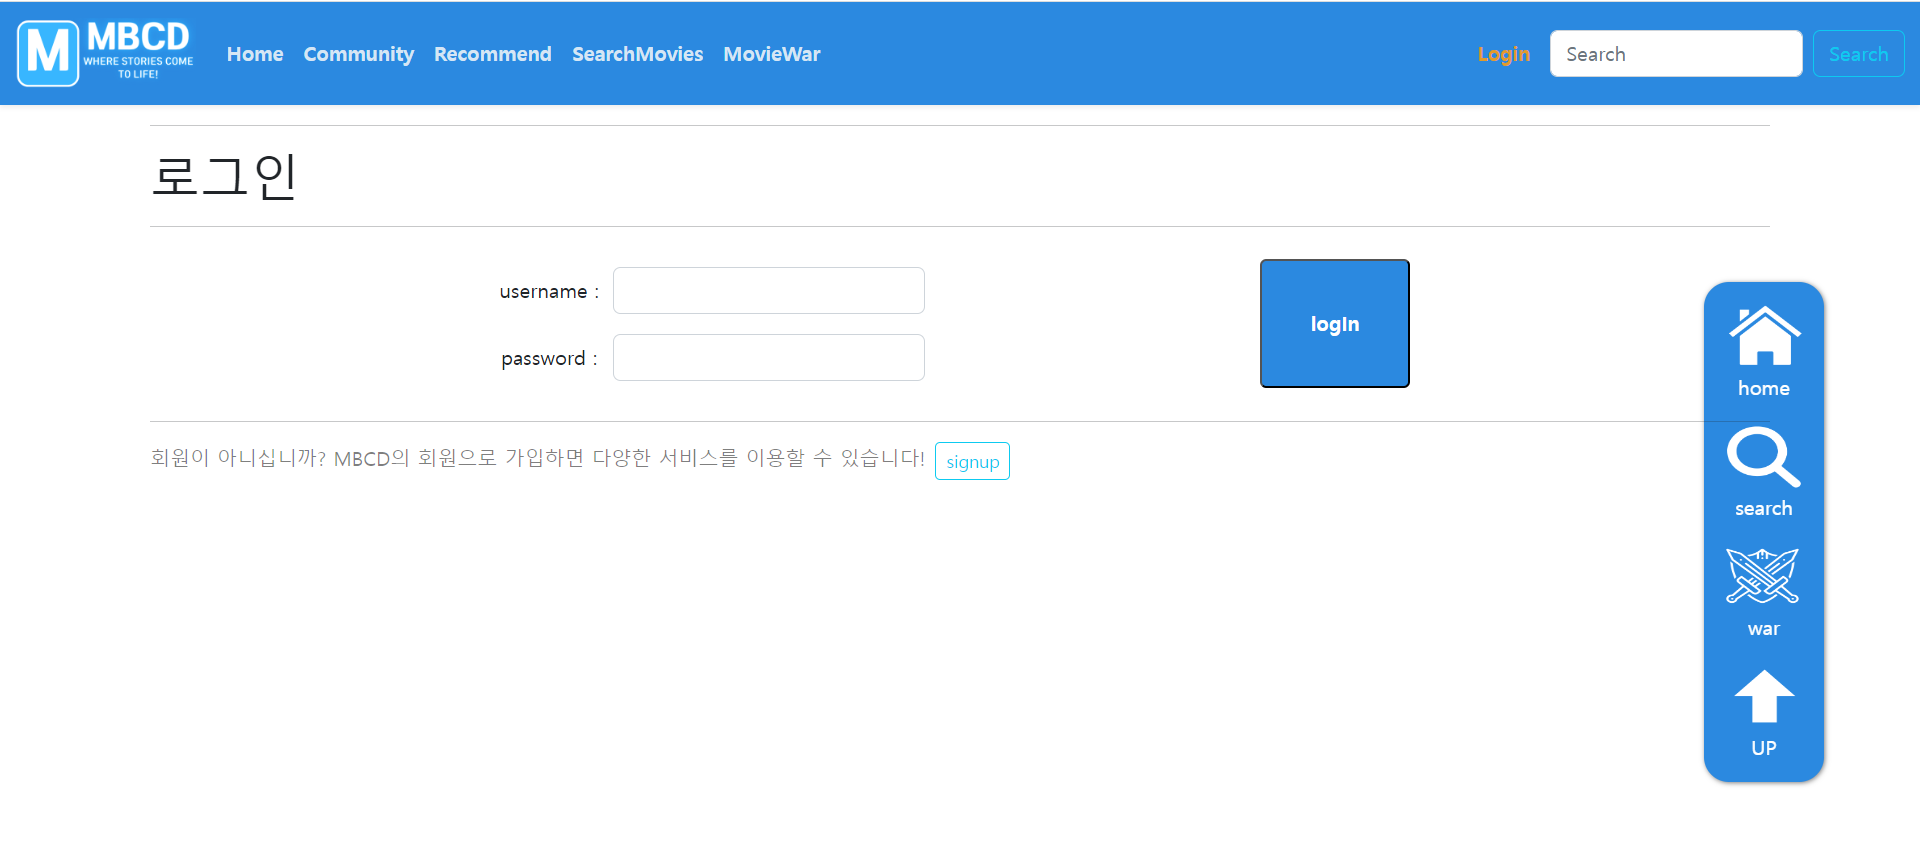 M MBCD
WHERE STORIES COME
TO LIFE!
Home Community Recommend SearchMovies MovieWar Login Search Search
로그인
username :
password :
login
회원이 아니십니까? MBCD의 회원으로 가입하면 다양한 서비스를 이용할 수 있습니다! signup
home
search
war
UP